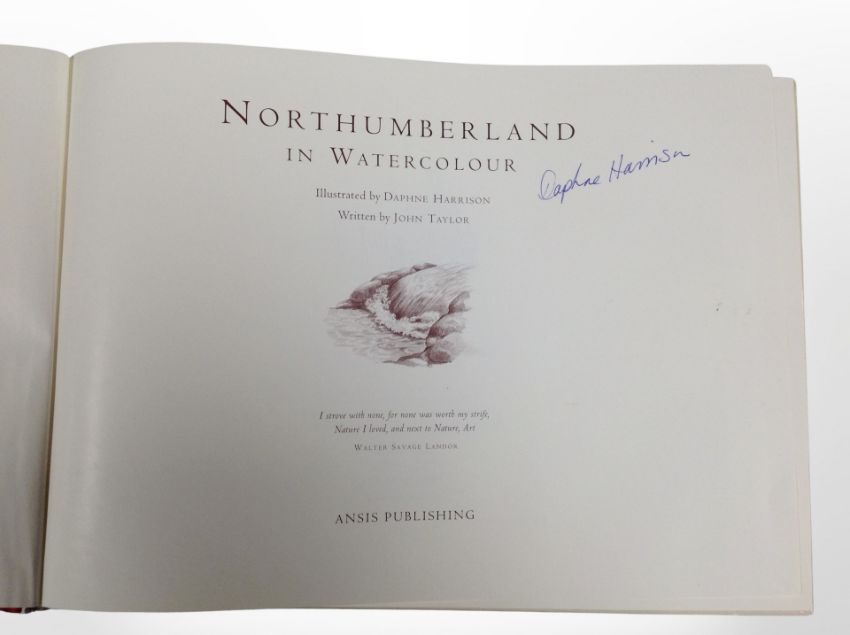 NORTHUMBERLAND
IN WATERCOLOUR
Daphne Harrison
Illustrated by DAPHNE HARRISON
Written by JOHN TAYLOR
I strove with none, for none was worth my strife,
Nature I loved, and next to Nature, Art
WALTER SAVAGE LANDOR
ANSIS PUBLISHING